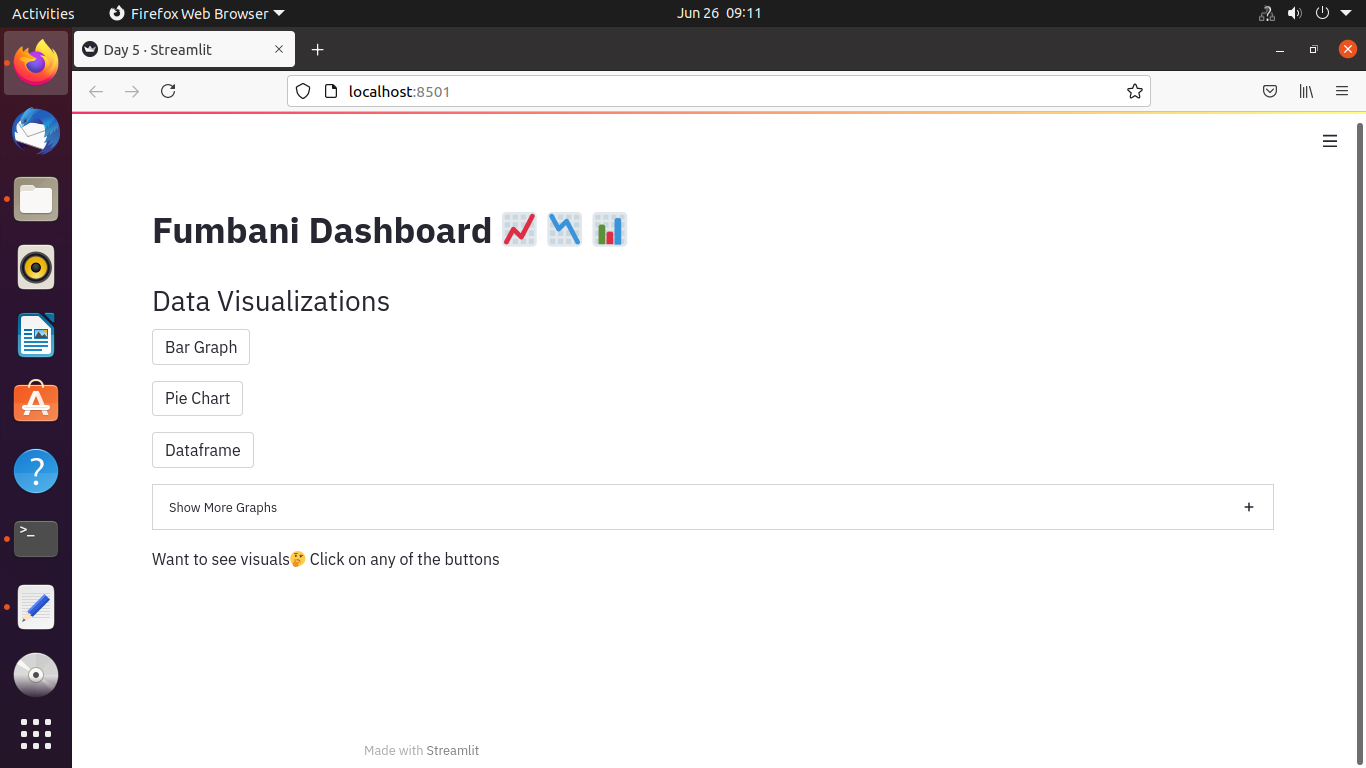 Activities Firefox Web Browser Jun 26 09:11
Day 5 · Streamlit
localhost:8501
Fumbani Dashboard 📈 📉 📊
Data Visualizations
Bar Graph
Pie Chart
Dataframe
Show More Graphs +
Want to see visuals🤔 Click on any of the buttons
Made with Streamlit